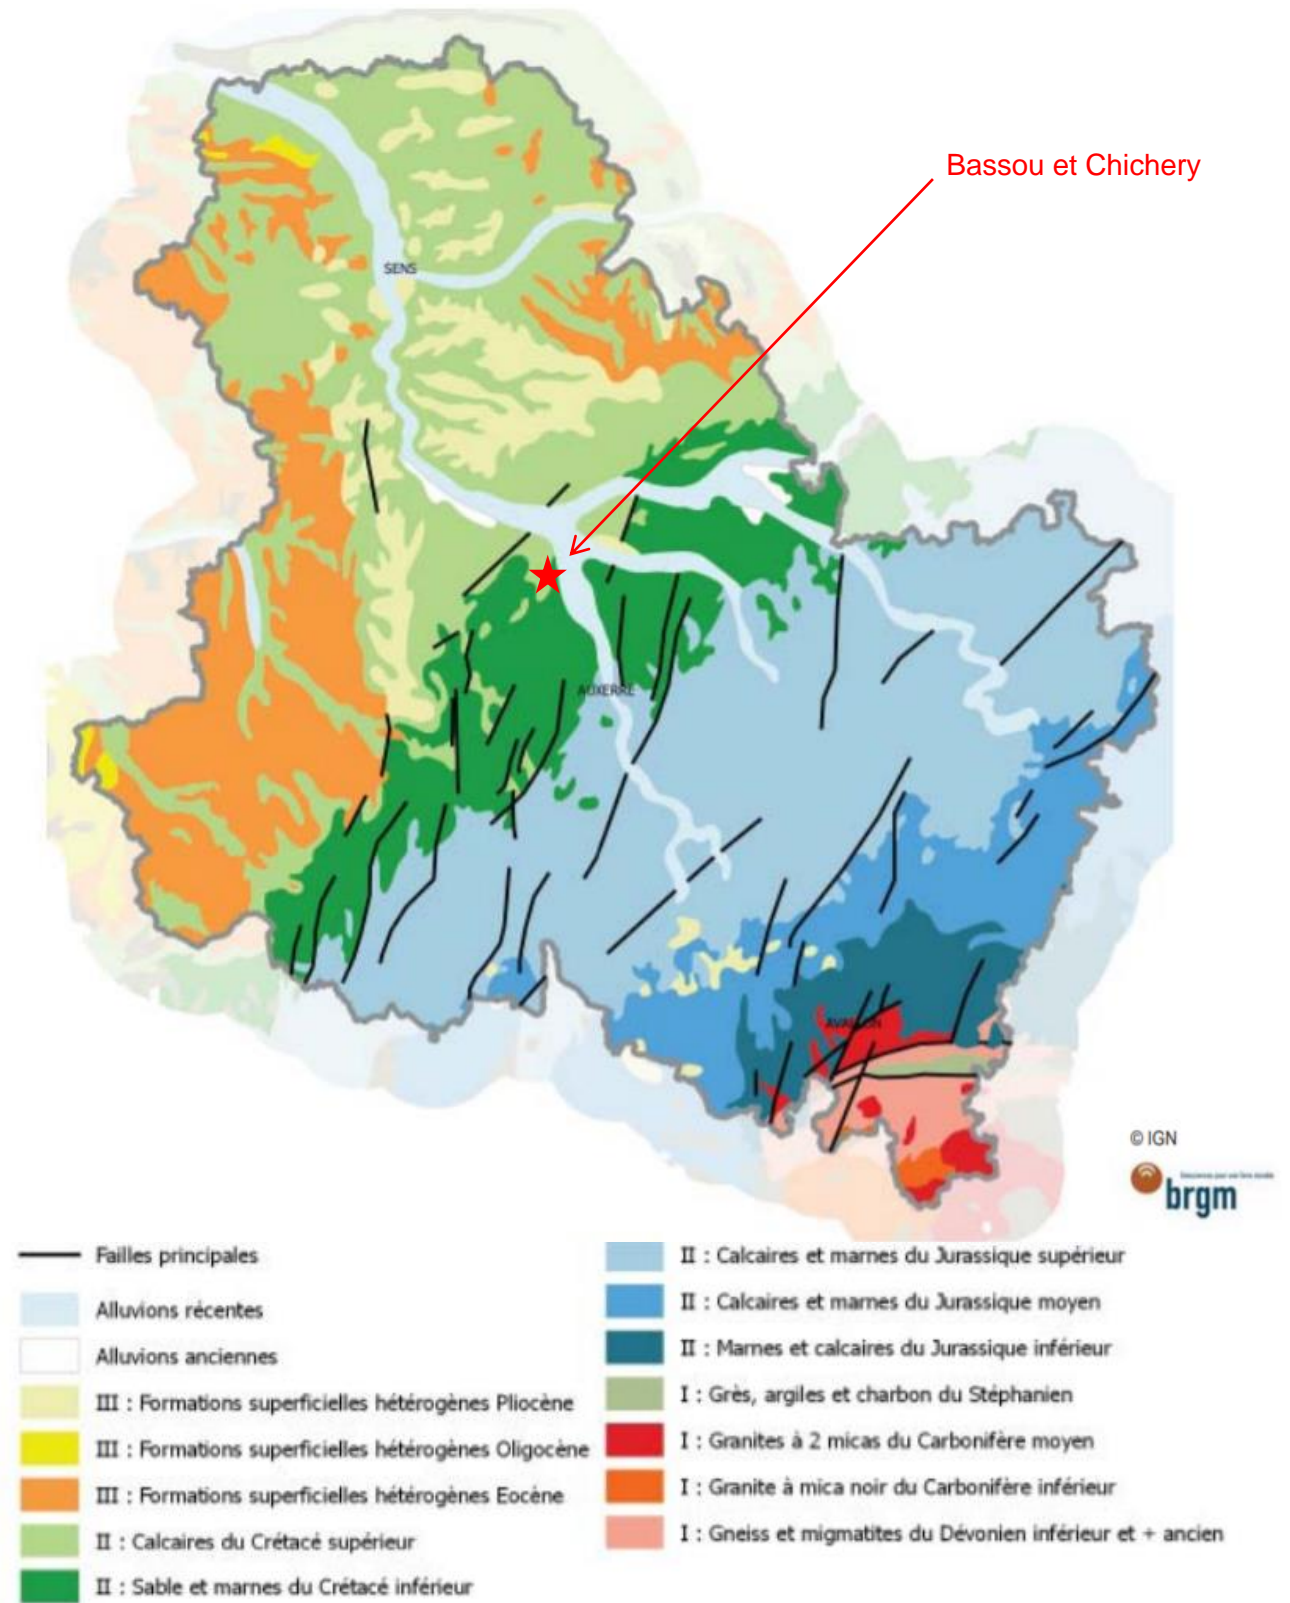 Bassou et Chichery
SENS
AUXERRE
AVALLON
© IGN
brgm
Failles principales
Alluvions récentes
Alluvions anciennes
III : Formations superficielles hétérogènes Pliocène
III : Formations superficielles hétérogènes Oligocène
III : Formations superficielles hétérogènes Eocène
II : Calcaires du Crétacé supérieur
II : Sable et marnes du Crétacé inférieur
II : Calcaires et marnes du Jurassique supérieur
II : Calcaires et marnes du Jurassique moyen
II : Marnes et calcaires du Jurassique inférieur
I : Grès, argiles et charbon du Stéphanien
I : Granites à 2 micas du Carbonifère moyen
I : Granite à mica noir du Carbonifère inférieur
I : Gneiss et migmatites du Dévonien inférieur et + ancien